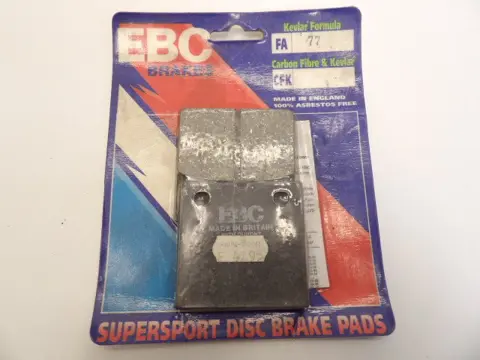 EBC
BRAKES
Kevlar Formula
FA 77
Carbon Fibre & Kevlar
CFK
MADE IN ENGLAND
100% ASBESTOS FREE
EBC
MADE IN BRITAIN
SUPERSPORT DISC BRAKE PADS